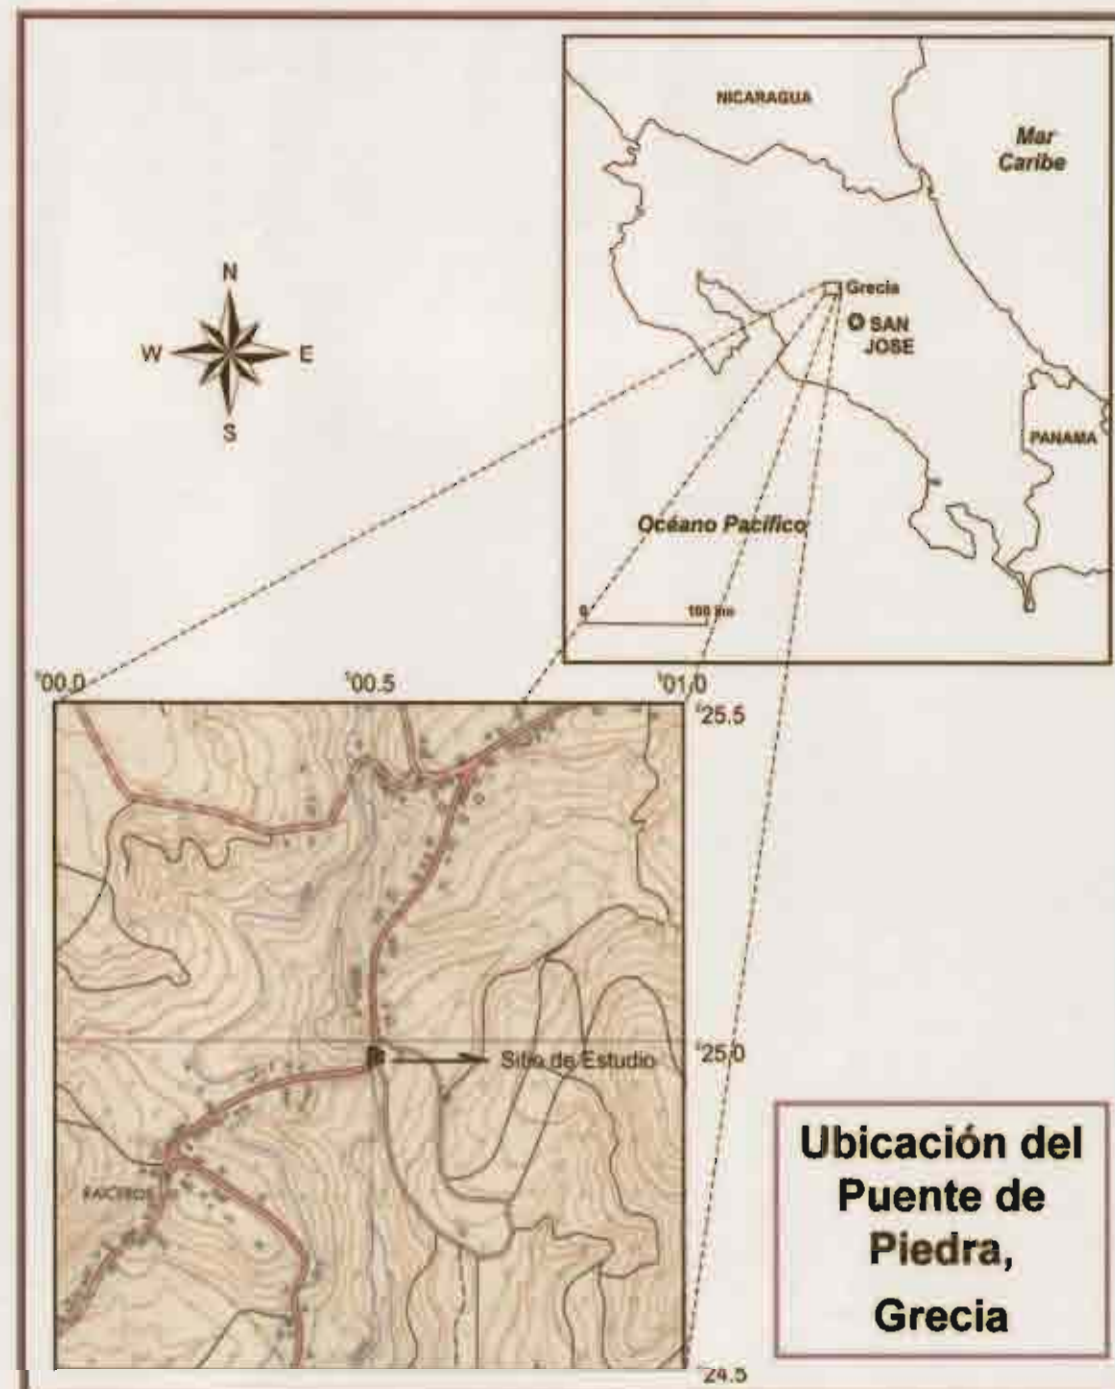 NICARAGUA
Mar
Caribe
N
W
E
S
Grecia
SAN
JOSE
PANAMA
Océano Pacífico
0
100 km
00.0
00.5
01.0
25.5
25.0
Sitio de Estudio
24.5
Ubicación del
Puente de
Piedra,
Grecia